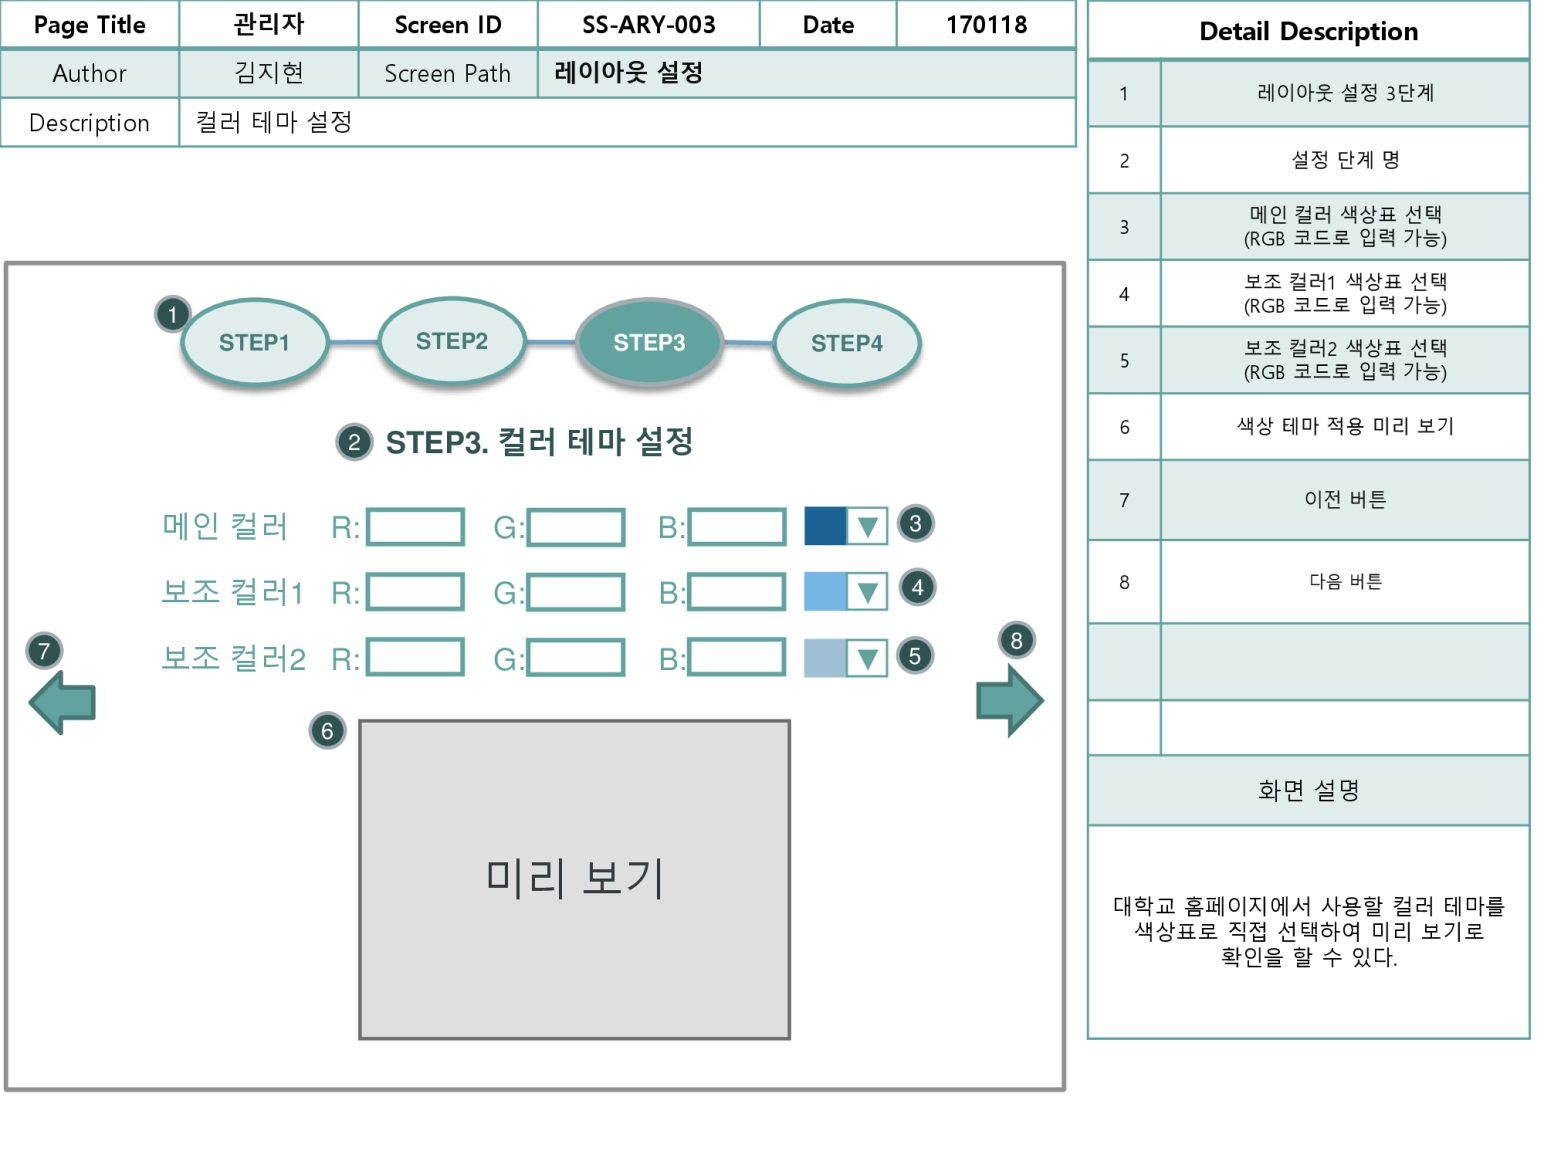 Page Title 관리자 Screen ID SS-ARY-003 Date 170118
Author 김지현 Screen Path 레이아웃 설정
Description 컬러 테마 설정
1
STEP1 STEP2 STEP3 STEP4
2 STEP3. 컬러 테마 설정
메인 컬러 R: G: B: ▼ 3
보조 컬러1 R: G: B: ▼ 4
보조 컬러2 R: G: B: ▼ 5
7
8
6
미리 보기
Detail Description
1 레이아웃 설정 3단계
2 설정 단계 명
3 메인 컬러 색상표 선택
(RGB 코드로 입력 가능)
4 보조 컬러1 색상표 선택
(RGB 코드로 입력 가능)
5 보조 컬러2 색상표 선택
(RGB 코드로 입력 가능)
6 색상 테마 적용 미리 보기
7 이전 버튼
8 다음 버튼
화면 설명
대학교 홈페이지에서 사용할 컬러 테마를
색상표로 직접 선택하여 미리 보기로
확인을 할 수 있다.